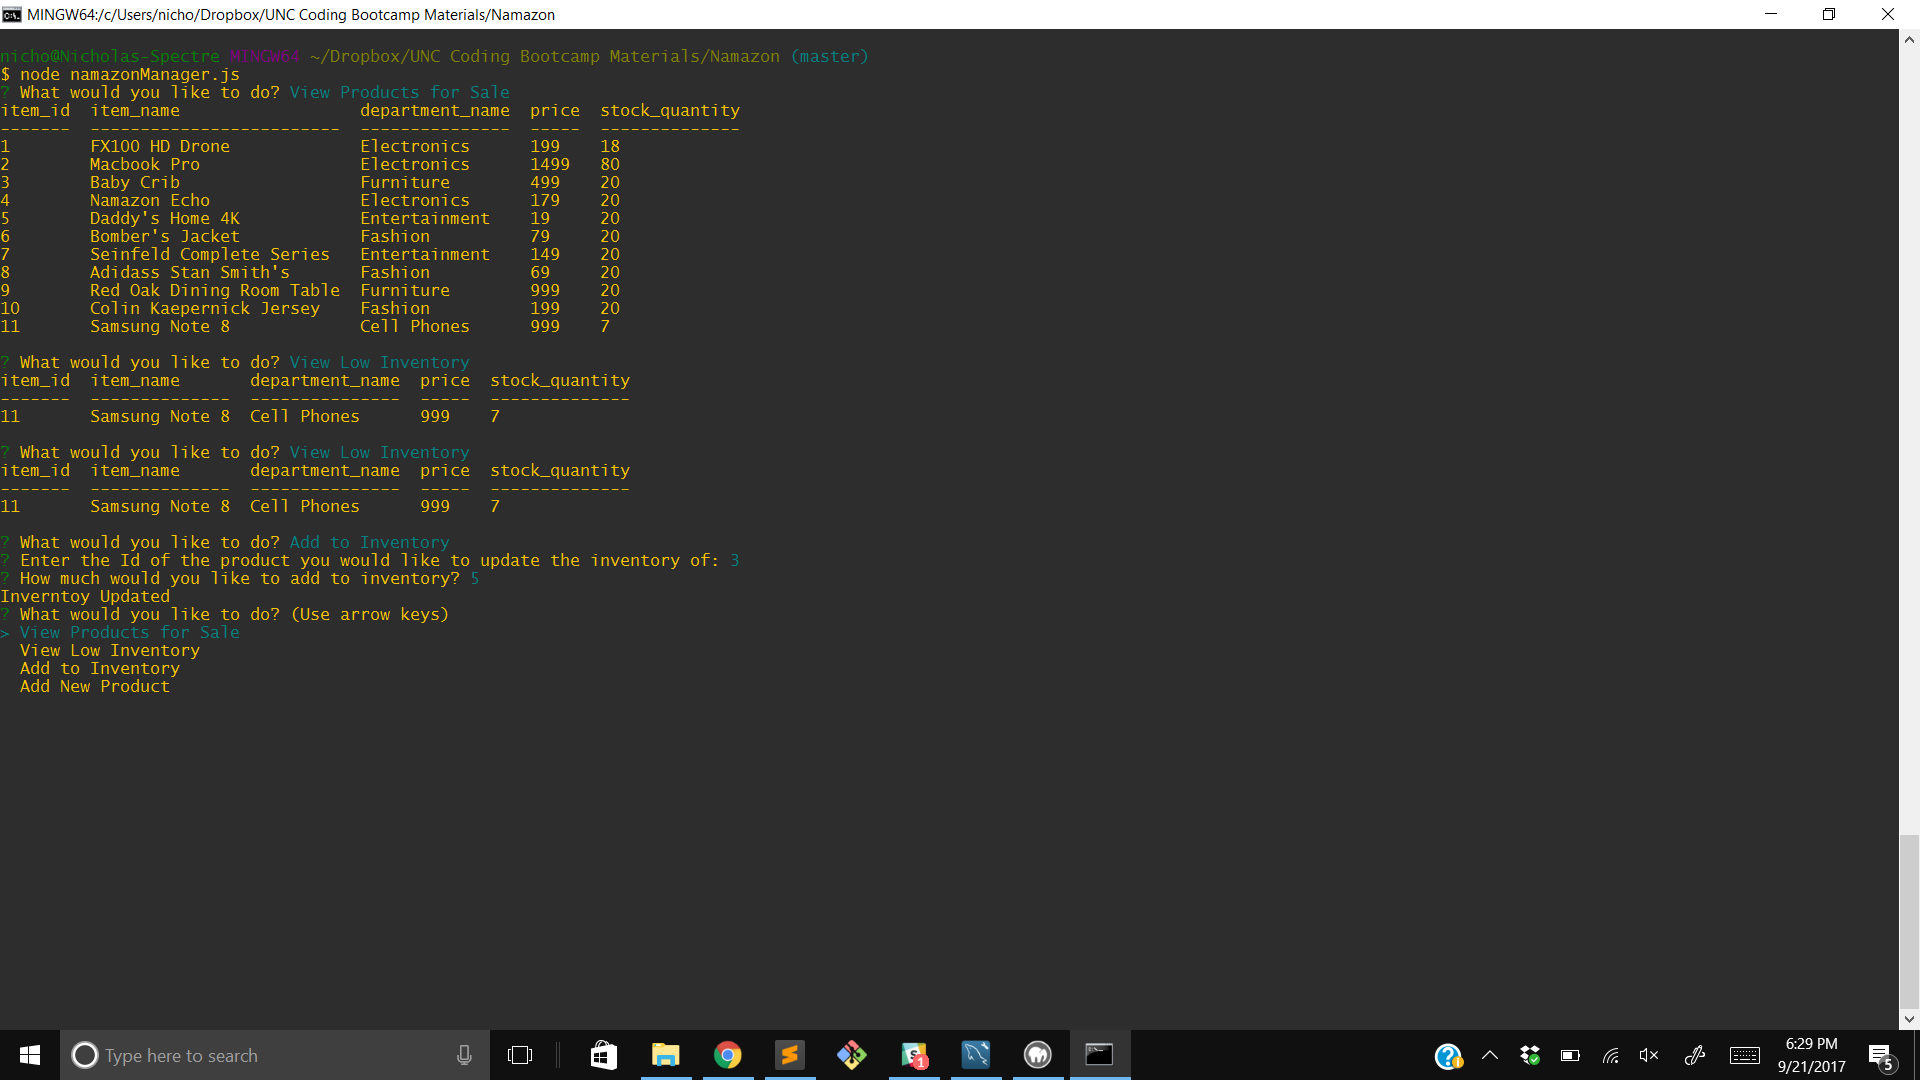 MINGW64:/c/Users/nicho/Dropbox/UNC Coding Bootcamp Materials/Namazon
nicho@Nicholas-Spectre MINGW64 ~/Dropbox/UNC Coding Bootcamp Materials/Namazon (master)
$ node namazonManager.js
? What would you like to do? View Products for Sale
item_id  item_name                  department_name  price  stock_quantity
-------  -------------------------  ---------------  -----  --------------
1        FX100 HD Drone             Electronics      199    18
2        Macbook Pro                Electronics      1499   80
3        Baby Crib                  Furniture        499    20
4        Namazon Echo               Electronics      179    20
5        Daddy's Home 4K            Entertainment    19     20
6        Bomber's Jacket            Fashion          79     20
7        Seinfeld Complete Series   Entertainment    149    20
8        Adidass Stan Smith's       Fashion          69     20
9        Red Oak Dining Room Table  Furniture        999    20
10       Colin Kaepernick Jersey    Fashion          199    20
11       Samsung Note 8             Cell Phones      999    7
? What would you like to do? View Low Inventory
item_id  item_name       department_name  price  stock_quantity
-------  --------------  ---------------  -----  --------------
11       Samsung Note 8  Cell Phones      999    7
? What would you like to do? View Low Inventory
item_id  item_name       department_name  price  stock_quantity
-------  --------------  ---------------  -----  --------------
11       Samsung Note 8  Cell Phones      999    7
? What would you like to do? Add to Inventory
? Enter the Id of the product you would like to update the inventory of: 3
? How much would you like to add to inventory? 5
Inverntoy Updated
? What would you like to do? (Use arrow keys)
> View Products for Sale
  View Low Inventory
  Add to Inventory
  Add New Product
Type here to search
1
6:29 PM
9/21/2017
5